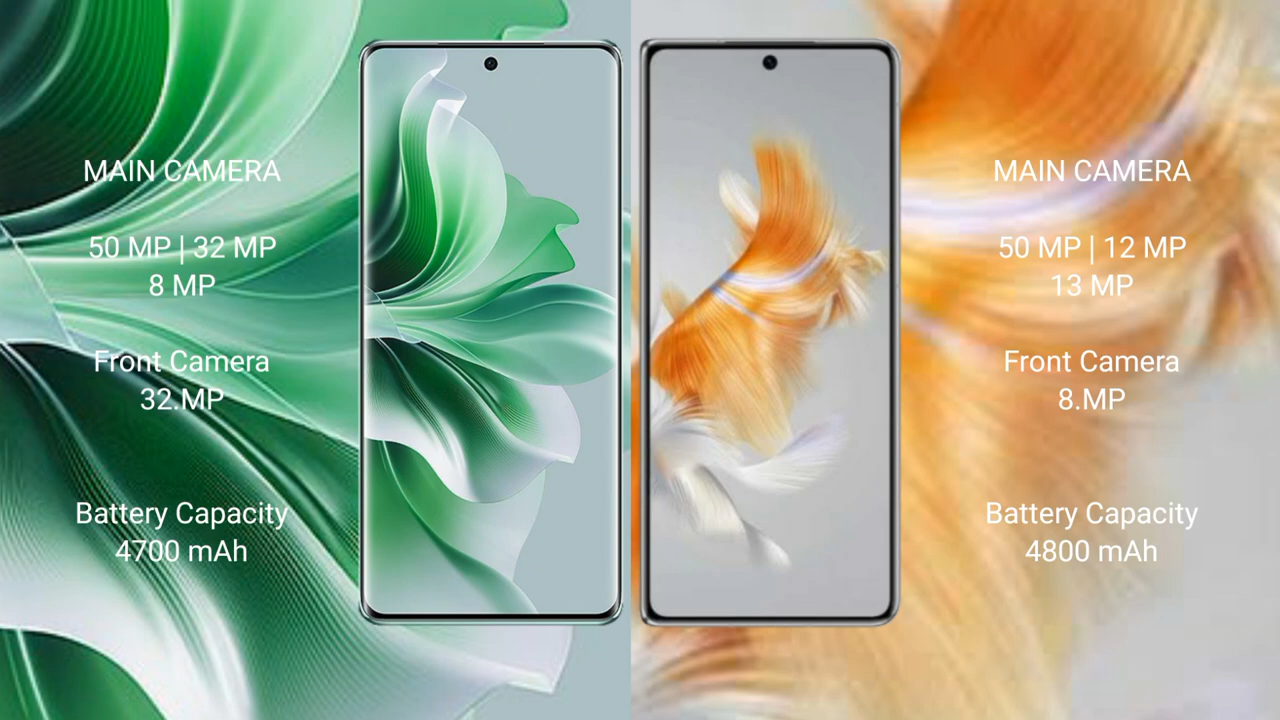 MAIN CAMERA
50 MP | 32 MP
8 MP
Front Camera
32.MP
Battery Capacity
4700 mAh
MAIN CAMERA
50 MP | 12 MP
13 MP
Front Camera
8.MP
Battery Capacity
4800 mAh